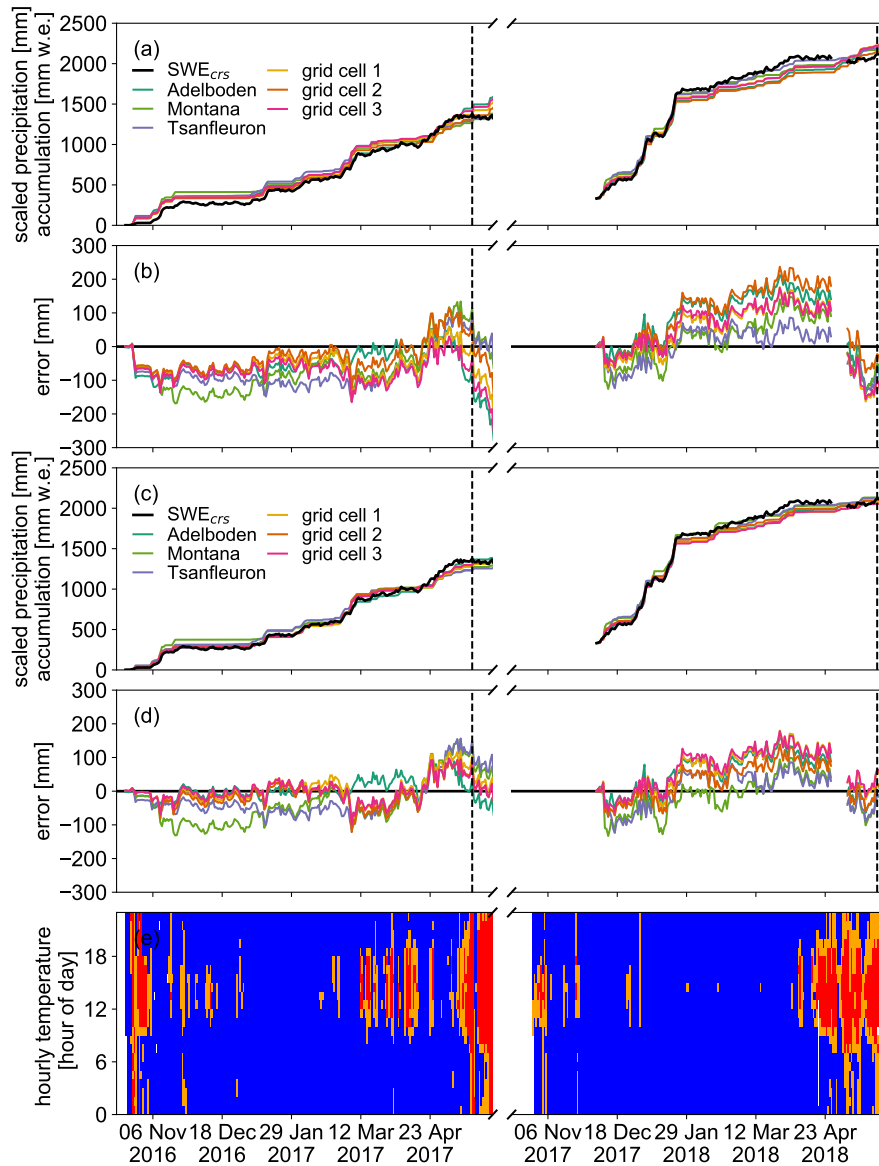 (a)
SWEcrs
Adelboden
Montana
Tsanfleuron
grid cell 1
grid cell 2
grid cell 3
scaled precipitation [mm]
accumulation [mm w.e.]
2500
2000
1500
1000
500
0
(b)
error [mm]
300
200
100
0
−100
−200
−300
(c)
SWEcrs
Adelboden
Montana
Tsanfleuron
grid cell 1
grid cell 2
grid cell 3
scaled precipitation [mm]
accumulation [mm w.e.]
2500
2000
1500
1000
500
0
(d)
error [mm]
300
200
100
0
−100
−200
−300
(e)
hourly temperature
[hour of day]
18
12
6
0
06 Nov 18 Dec 29 Jan 12 Mar 23 Apr 06 Nov 18 Dec 29 Jan 12 Mar 23 Apr
2016 2016 2017 2017 2017 2017 2017 2018 2018 2018